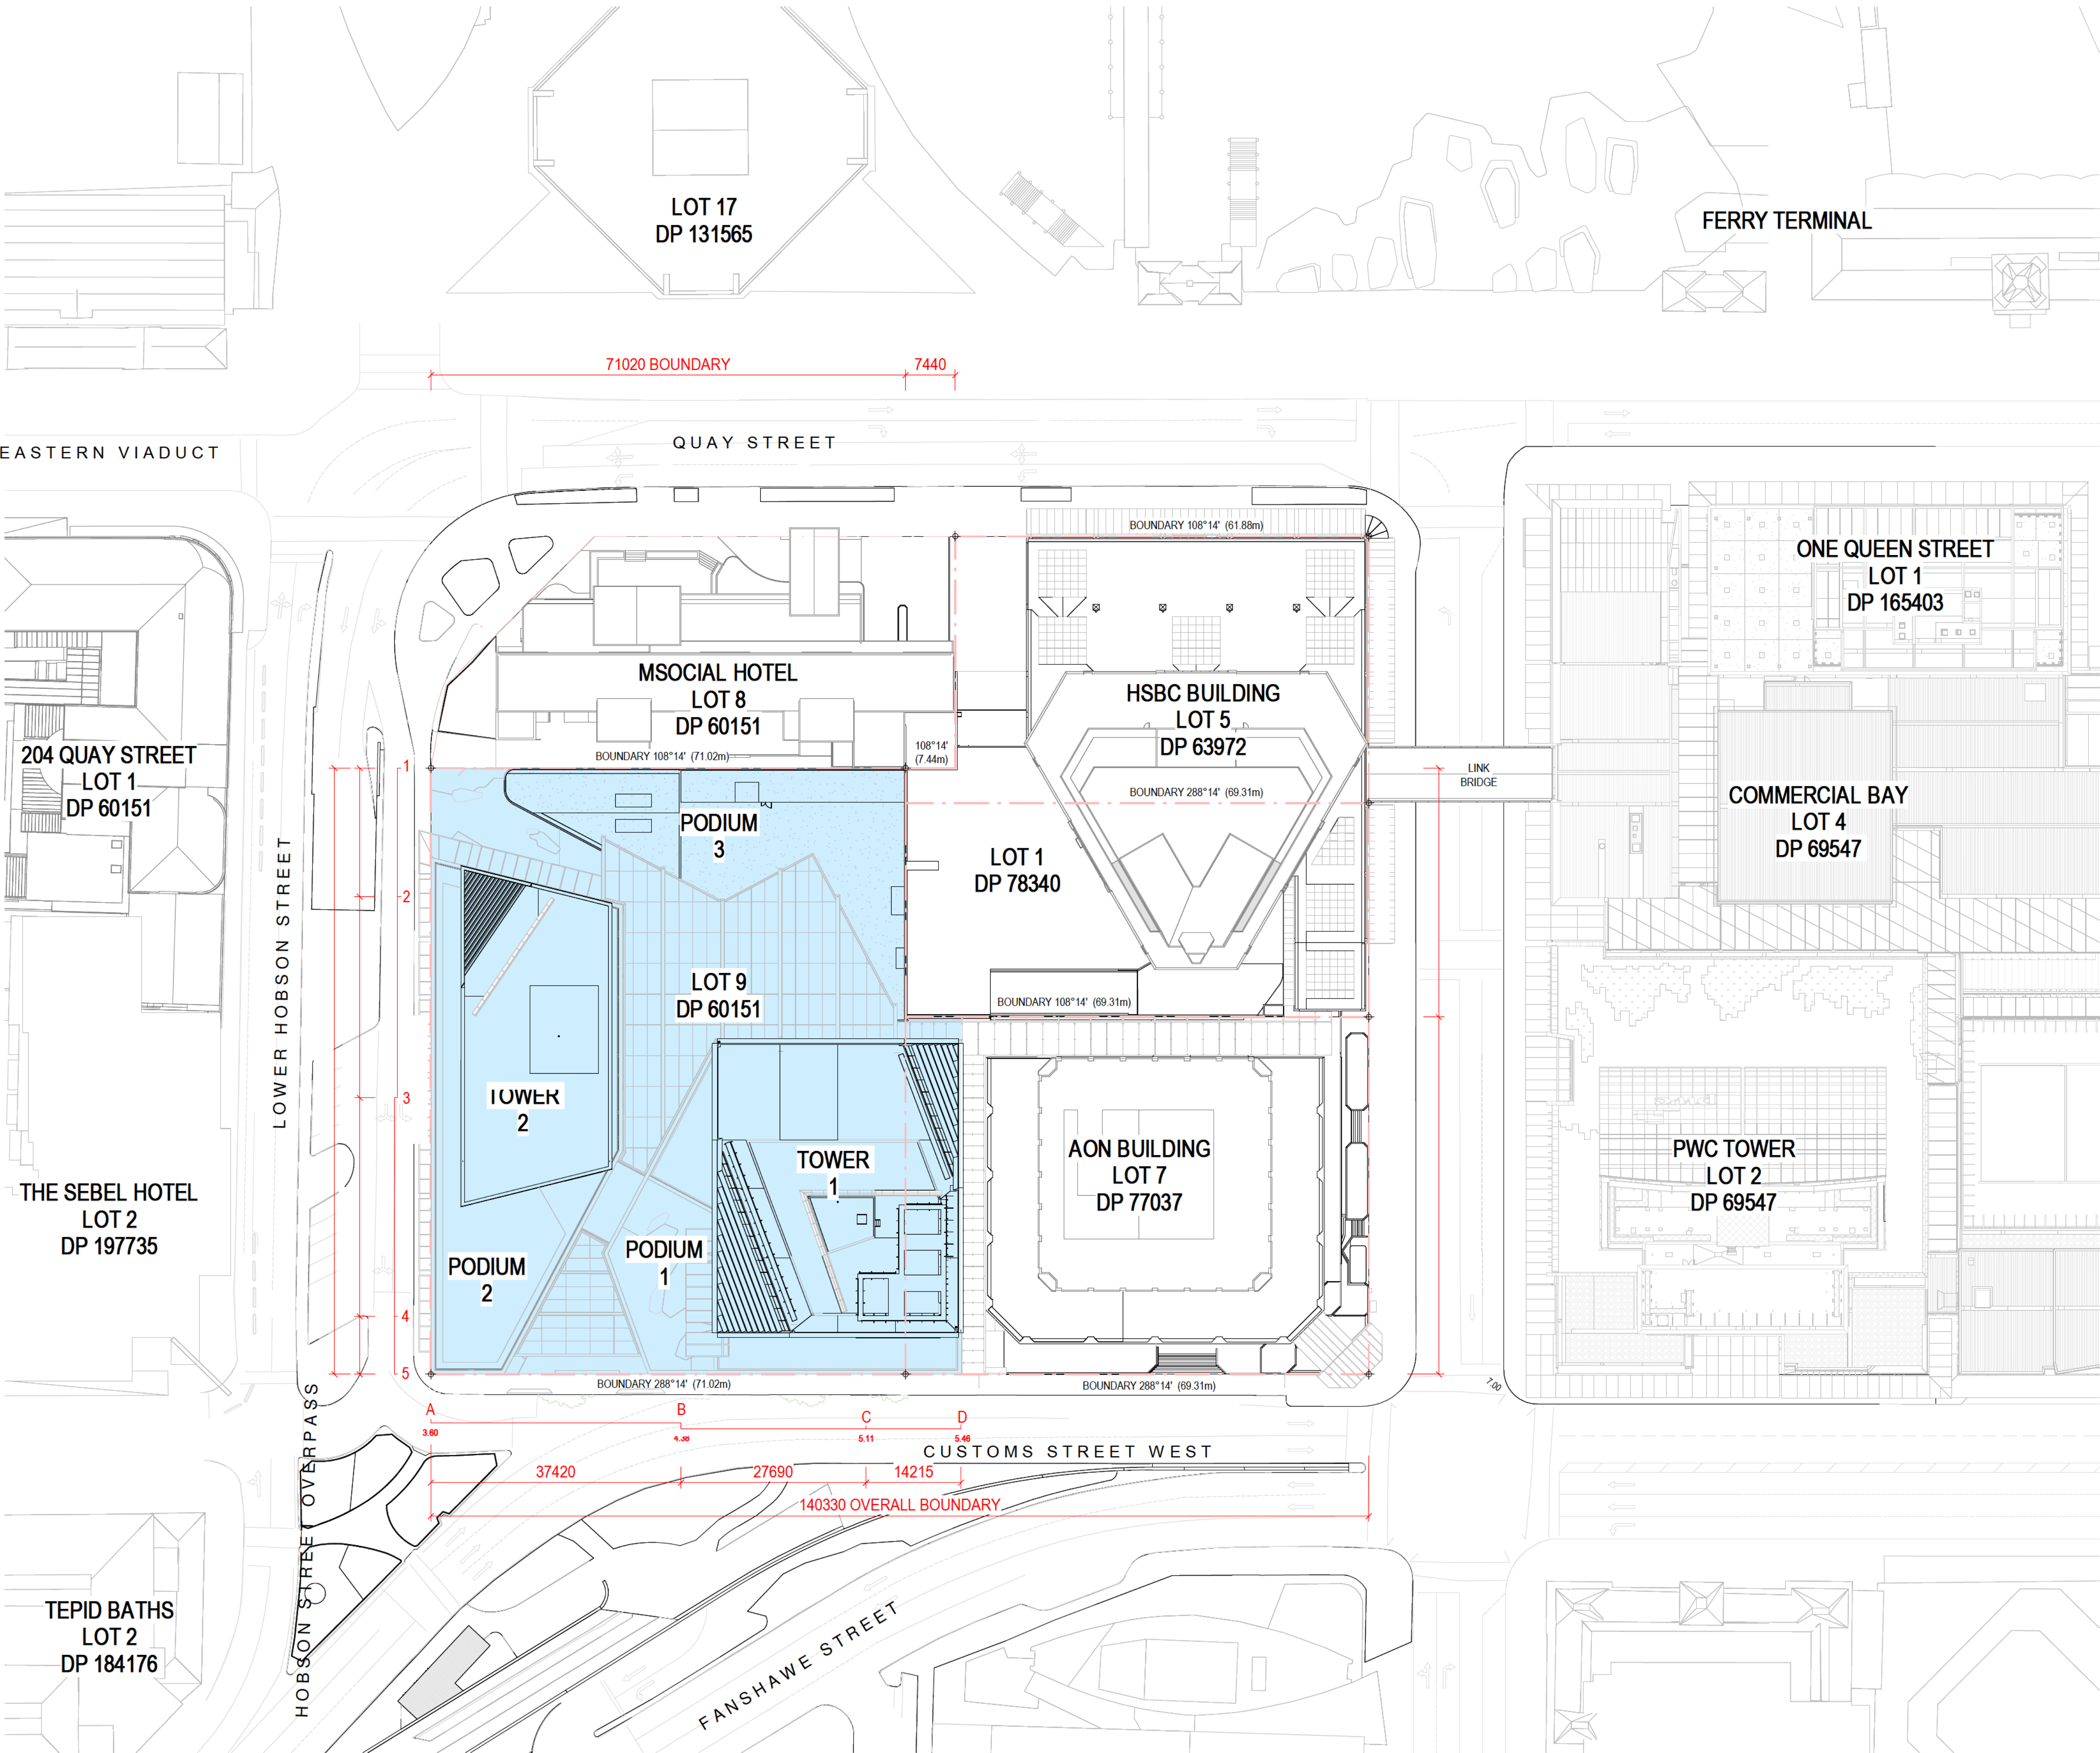 LOT 17
DP 131565
FERRY TERMINAL
71020 BOUNDARY
7440
QUAY STREET
EASTERN VIADUCT
BOUNDARY 108°14' (61.88m)
ONE QUEEN STREET
LOT 1
DP 165403
MSOCIAL HOTEL
LOT 8
DP 60151
BOUNDARY 108°14' (71.02m)
108°14'
(7.44m)
HSBC BUILDING
LOT 5
DP 63972
BOUNDARY 288°14' (69.31m)
LINK
BRIDGE
204 QUAY STREET
LOT 1
DP 60151
COMMERCIAL BAY
LOT 4
DP 69547
1
2
3
4
5
LOWER HOBSON STREET
PODIUM
3
LOT 1
DP 78340
LOT 9
DP 60151
BOUNDARY 108°14' (69.31m)
TOWER
2
TOWER
1
AON BUILDING
LOT 7
DP 77037
PWC TOWER
LOT 2
DP 69547
THE SEBEL HOTEL
LOT 2
DP 197735
PODIUM
1
PODIUM
2
BOUNDARY 288°14' (71.02m)
BOUNDARY 288°14' (69.31m)
7.00
A
B
C
D
3.60
4.38
5.11
5.46
CUSTOMS STREET WEST
37420
27690
14215
140330 OVERALL BOUNDARY
HOBSON STREET OVERPASS
FANSHAWE STREET
TEPID BATHS
LOT 2
DP 184176